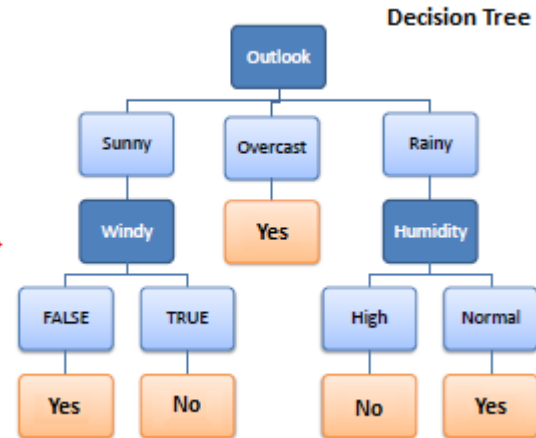 Decision Tree
Outlook
Sunny Overcast Rainy
Windy Yes Humidity
FALSE TRUE High Normal
Yes No No Yes